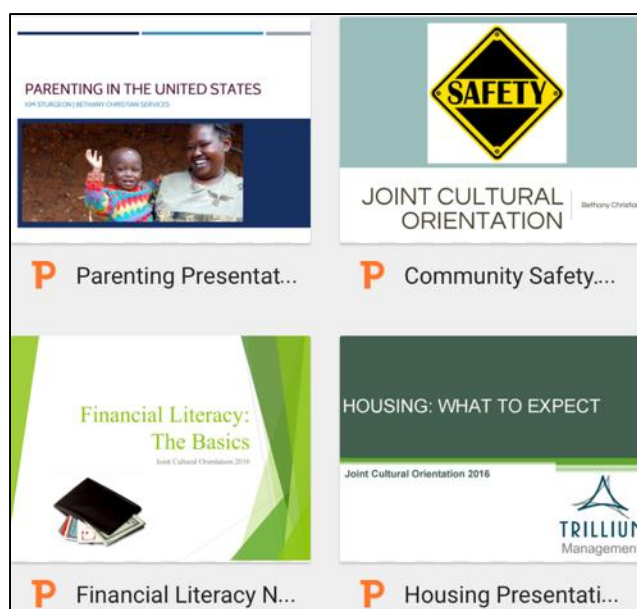 PARENTING IN THE UNITED STATES
KIM STURGEON | BETHANY CHRISTIAN SERVICES
Parenting Presentat...
SAFETY
JOINT CULTURAL
ORIENTATION
Bethany Christia
Community Safety....
Financial Literacy:
The Basics
Joint Cultural Orientation 2016
Financial Literacy N...
HOUSING: WHAT TO EXPECT
Joint Cultural Orientation 2016
TRILLIUM
Management
Housing Presentati...